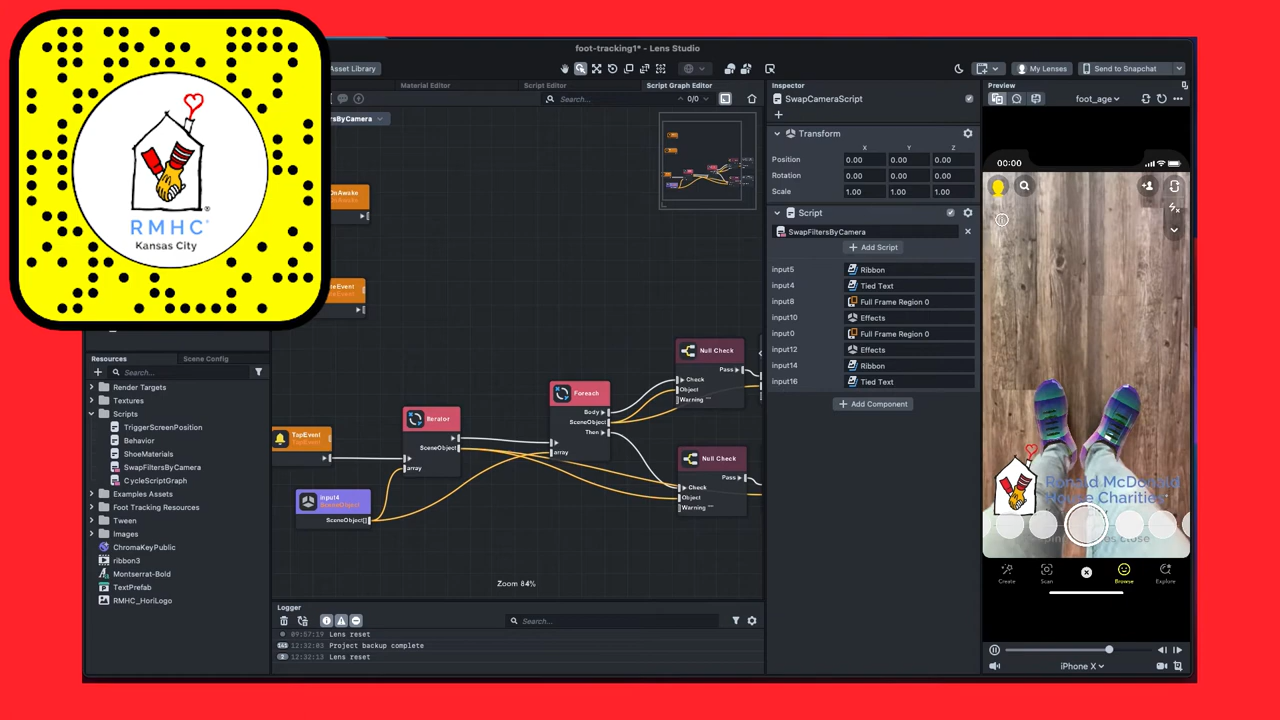 RMHC®
Kansas City
foot-tracking1* - Lens Studio
Asset Library
My Lenses
Send to Snapchat
Material Editor
Script Editor
Script Graph Editor
Search...
0/0
Inspector
SwapCameraScript
Transform
X Y Z
Position 0.00 0.00 0.00
Rotation 0.00 0.00 0.00
Scale 1.00 1.00 1.00
Script
SwapFiltersByCamera
Add Script
input5 Ribbon
input4 Tied Text
input8 Full Frame Region 0
input10 Effects
input0 Full Frame Region 0
input12 Effects
input14 Ribbon
input16 Tied Text
Add Component
Preview
foot_age
00:00
Ronald McDonald
House Charities
close
Create
Scan
Browse
Explore
iPhone X
TapEvent
TapEvent
Iterator
SceneObject
array
Input4
SceneObject
SceneObject[]
Foreach
Body
SceneObject
Then
array
Null Check
Pass
Check
Object
Warning ""
Null Check
Pass
Check
Object
Warning ""
Zoom 84%
Resources
Scene Config
Search...
Render Targets
Textures
Scripts
TriggerScreenPosition
Behavior
ShoeMaterials
SwapFiltersByCamera
CycleScriptGraph
Examples Assets
Foot Tracking Resources
Tween
Images
ChromaKeyPublic
ribbon3
Montserrat-Bold
TextPrefab
RMHC_HoriLogo
Logger
Search...
09:57:19 Lens reset
12:32:03 Project backup complete
12:32:13 Lens reset